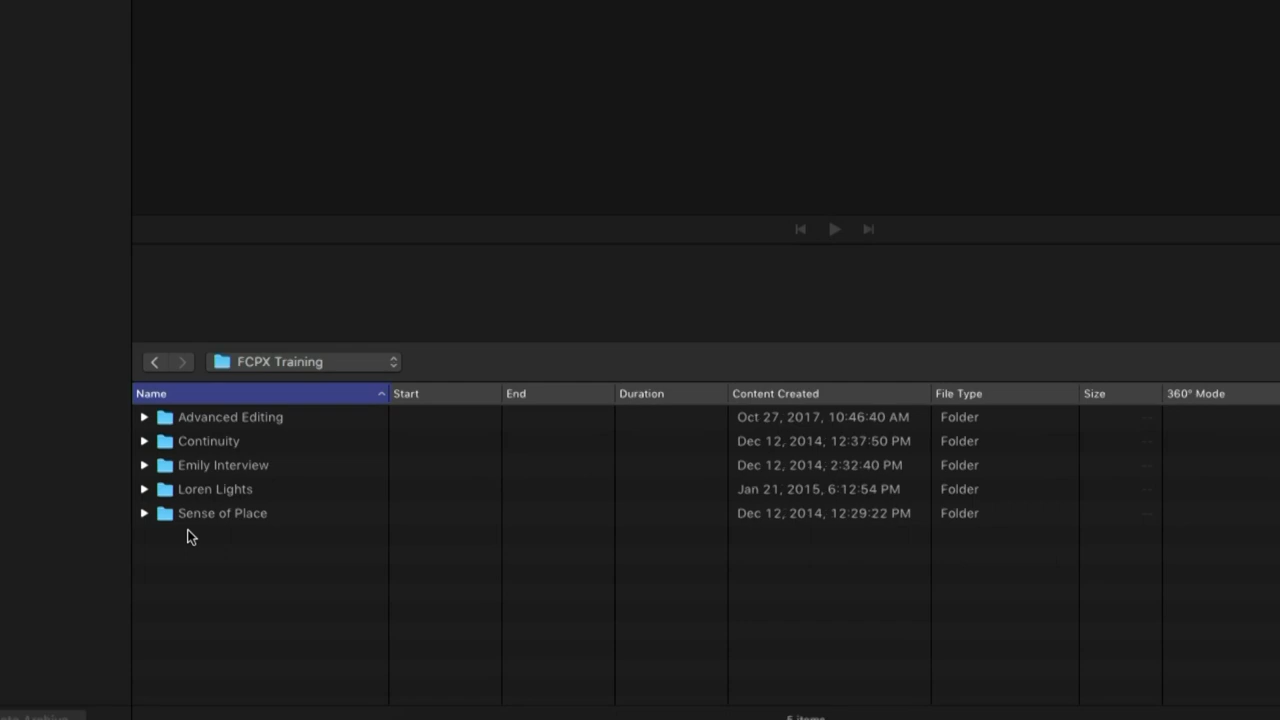 FCPX Training
Name Start End Duration Content Created File Type Size 360° Mode
Advanced Editing Oct 27, 2017, 10:46:40 AM Folder --
Continuity Dec 12, 2014, 12:37:50 PM Folder --
Emily Interview Dec 12, 2014, 2:32:40 PM Folder --
Loren Lights Jan 21, 2015, 6:12:54 PM Folder --
Sense of Place Dec 12, 2014, 12:29:22 PM Folder --
5 items